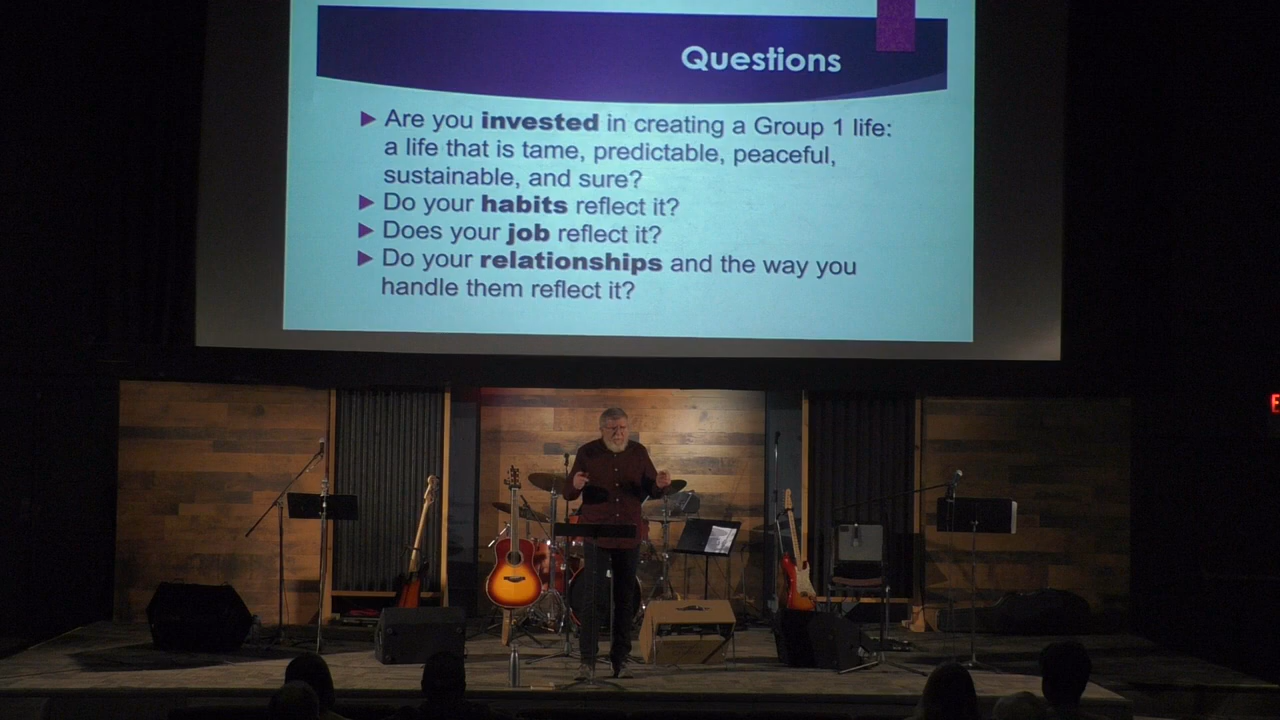 Questions
▶ Are you invested in creating a Group 1 life:
a life that is tame, predictable, peaceful,
sustainable, and sure?
▶ Do your habits reflect it?
▶ Does your job reflect it?
▶ Do your relationships and the way you
handle them reflect it?